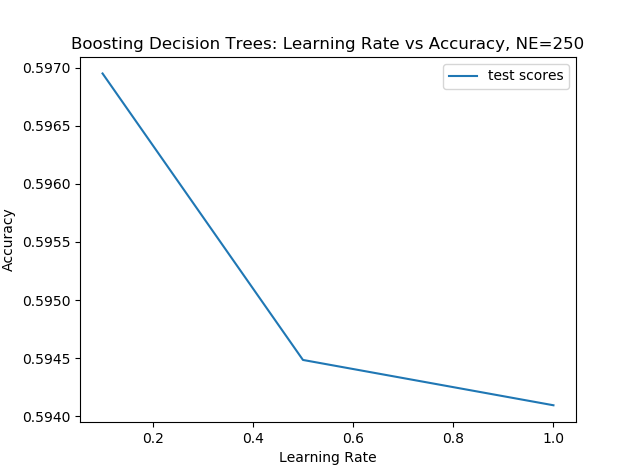 Boosting Decision Trees: Learning Rate vs Accuracy, NE=250
test scores
0.5970
0.5965
0.5960
0.5955
0.5950
0.5945
0.5940
Accuracy
0.2 0.4 0.6 0.8 1.0
Learning Rate